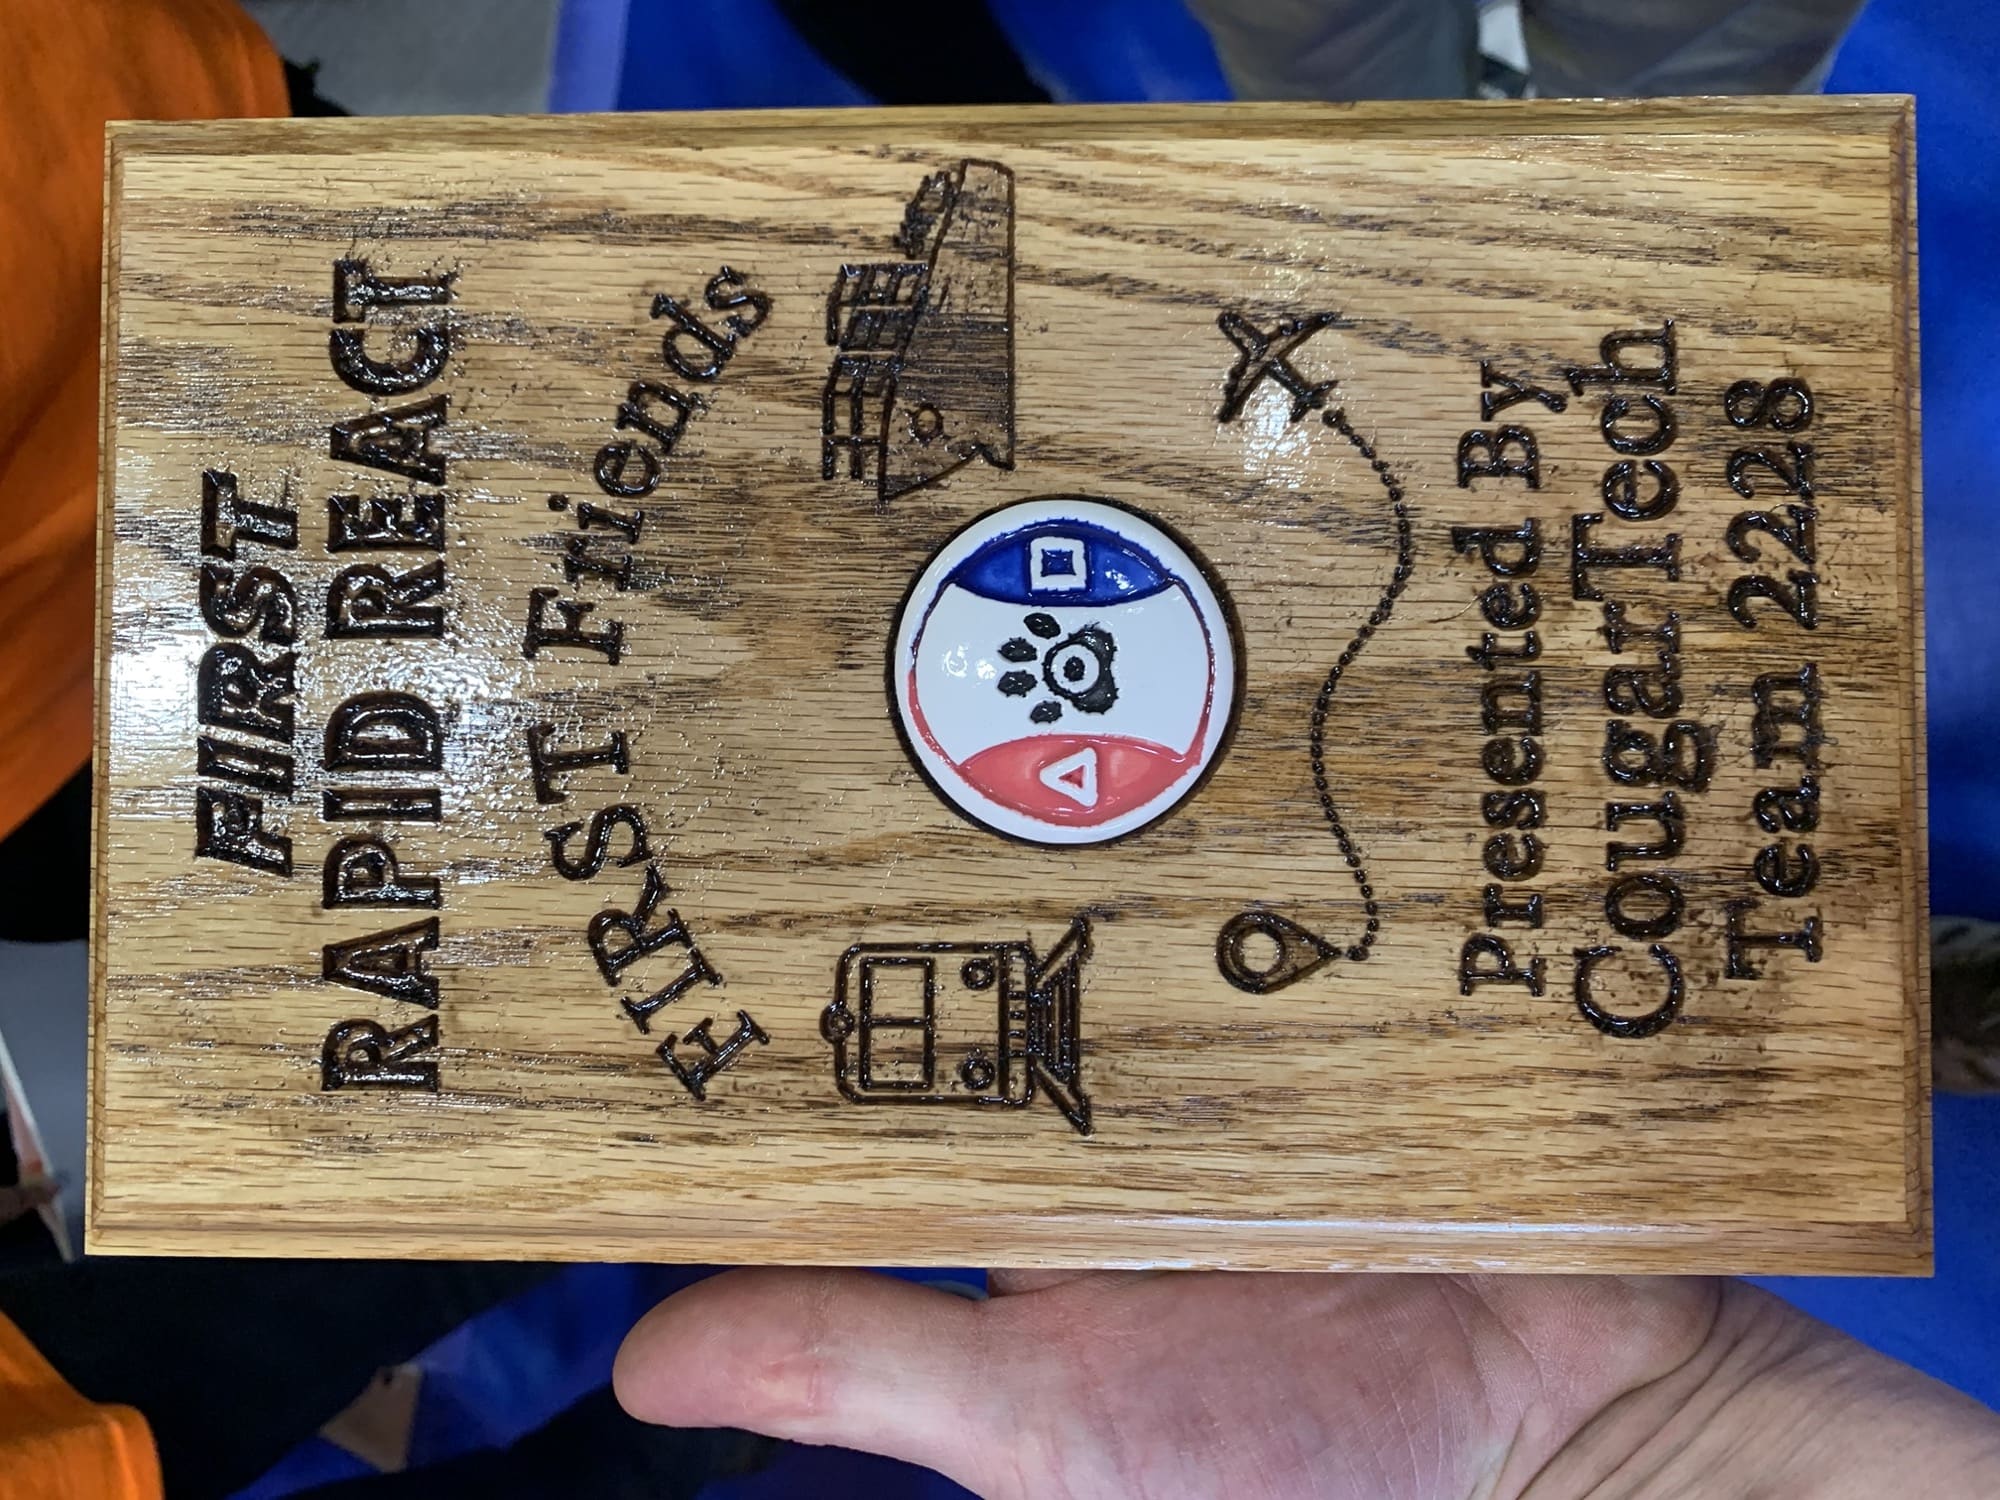 FIRST
RAPID REACT
FIRST Friends
Presented By
CougarTech
Team 2228